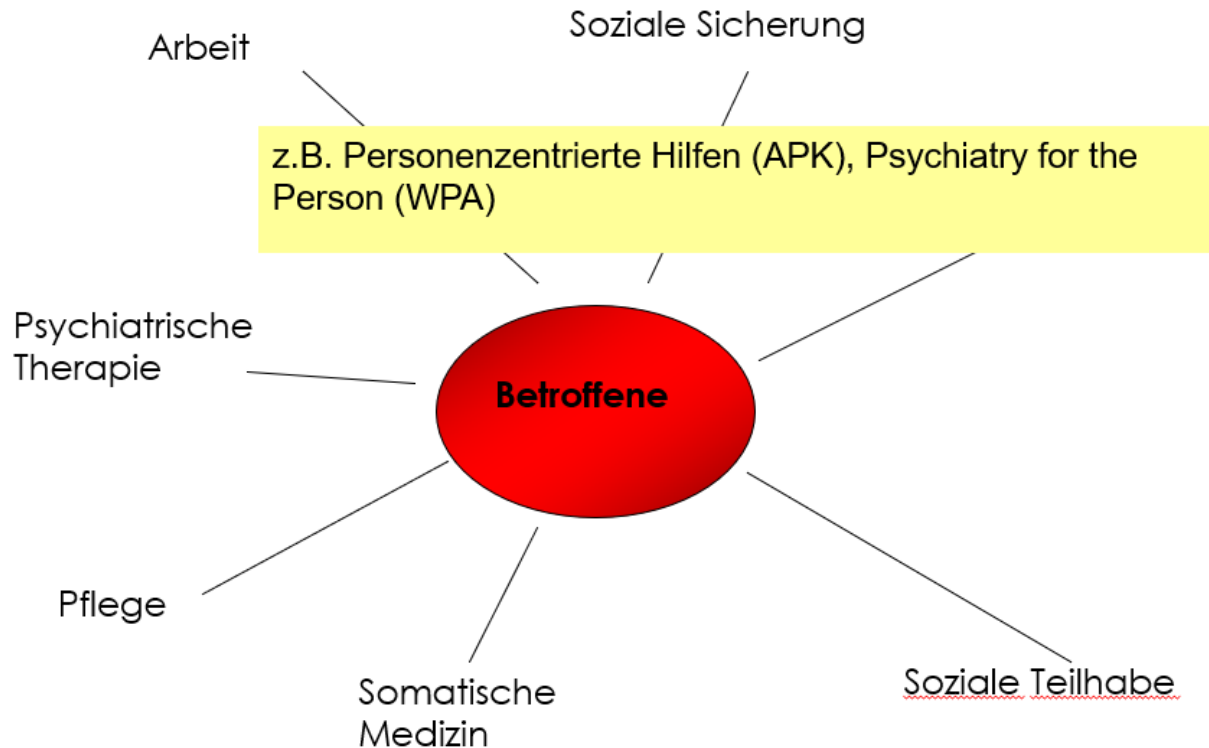 Soziale Sicherung
Arbeit
z.B. Personenzentrierte Hilfen (APK), Psychiatry for the
Person (WPA)
Psychiatrische
Therapie
Betroffene
Pflege
Somatische
Medizin
Soziale Teilhabe